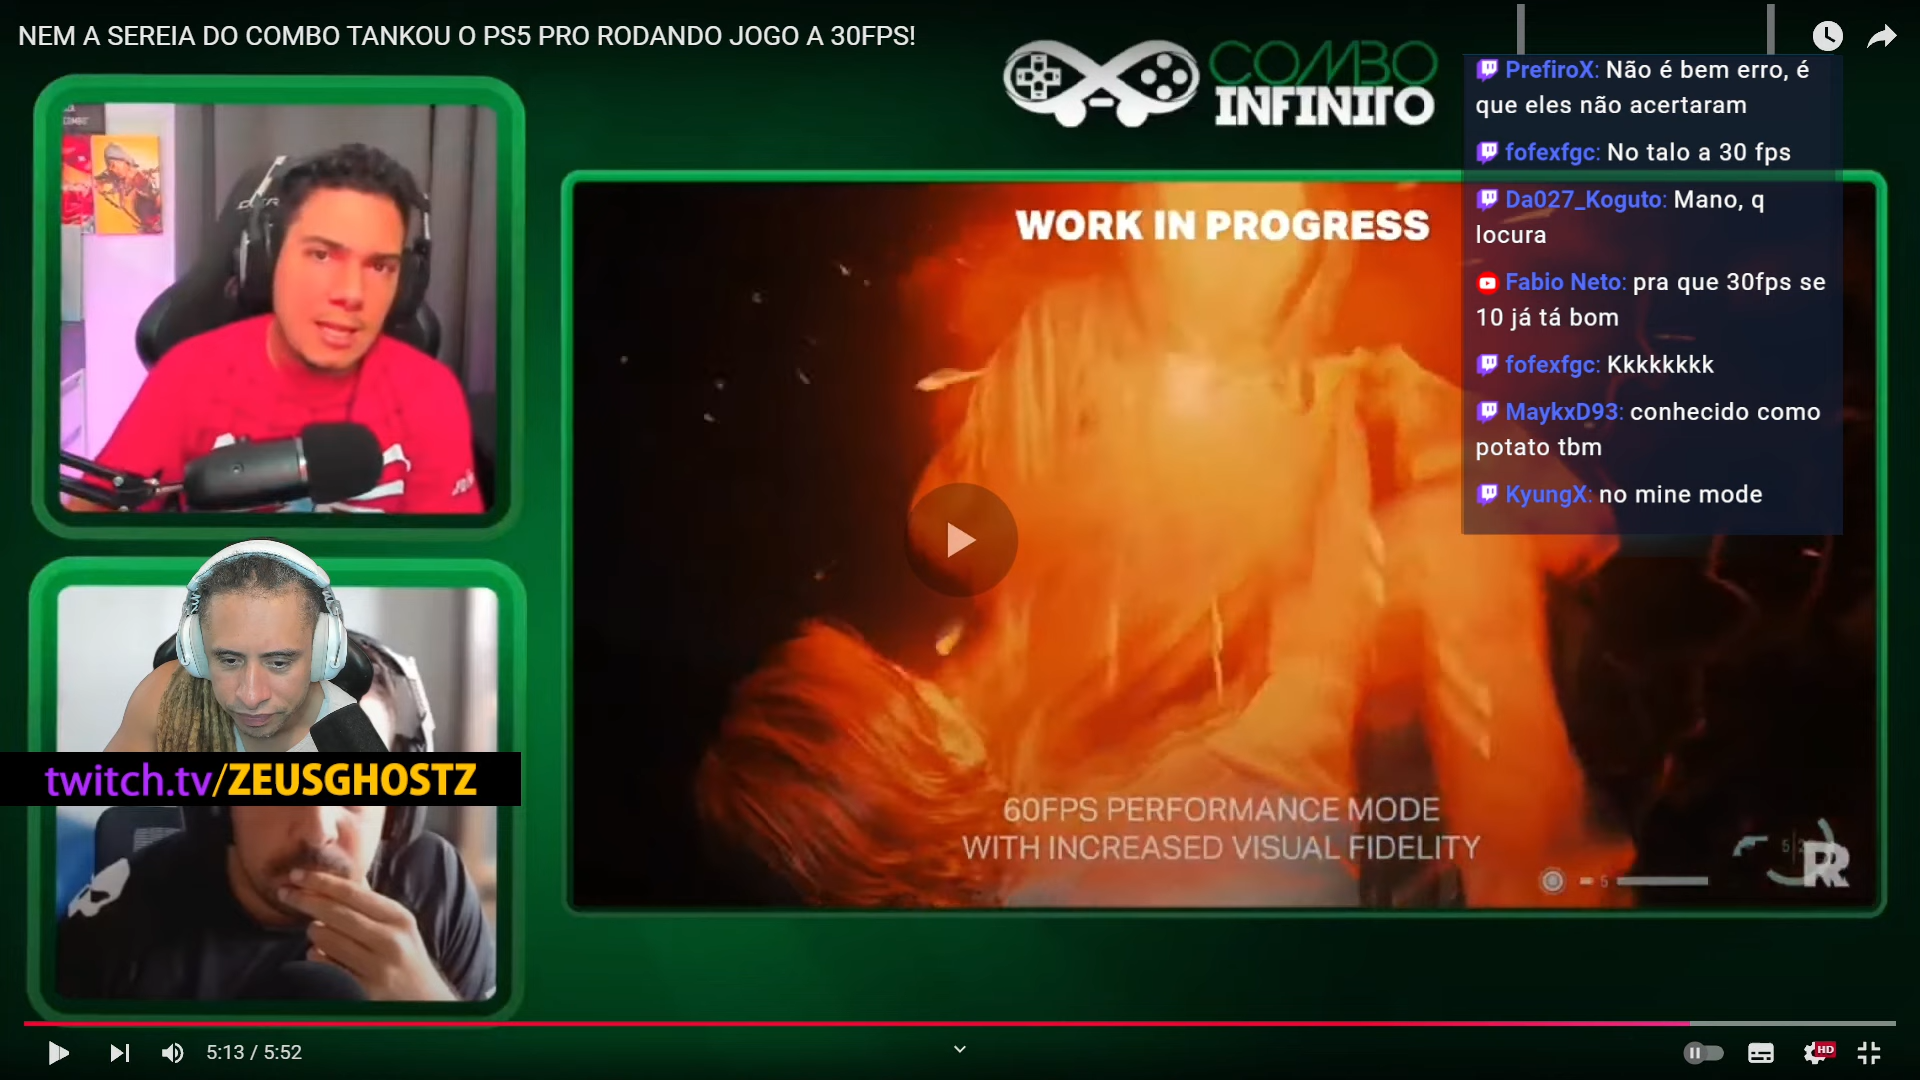 NEM A SEREIA DO COMBO TANKOU O PS5 PRO RODANDO JOGO A 30FPS!
COMBO
INFINITO
PrefiroX: Não é bem erro, é
que eles não acertaram
fofexfgc: No talo a 30 fps
Da027_Koguto: Mano, q
locura
Fabio Neto: pra que 30fps se
10 já tá bom
fofexfgc: Kkkkkkkk
MaykxD93: conhecido como
potato tbm
KyungX: no mine mode
WORK IN PROGRESS
60FPS PERFORMANCE MODE
WITH INCREASED VISUAL FIDELITY
5
5
R
twitch.tv/ZEUSGHOSTZ
5:13 / 5:52
HD